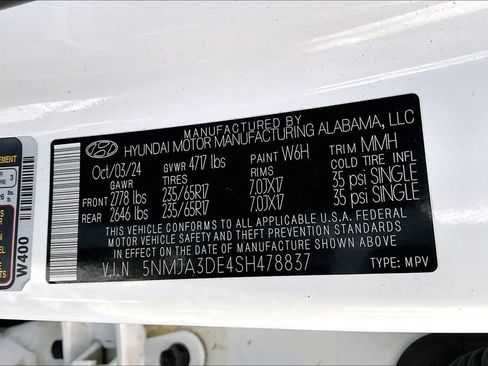 MANUFACTURED BY
HYUNDAI MOTOR MANUFACTURING ALABAMA, LLC
Oct/03/24 GVWR 4717 lbs PAINT W6H TRIM MMH
GAWR RIMS COLD TIRE INFL
FRONT 2778 lbs 235/65R17 7.0JX17 35 psi SINGLE
REAR 2646 lbs 235/65R17 7.0JX17 35 psi SINGLE
THIS VEHICLE CONFORMS TO ALL APPLICABLE U.S.A. FEDERAL
MOTOR VEHICLE SAFETY AND THEFT PREVENTION STANDARDS
IN EFFECT ON THE DATE OF MANUFACTURE SHOWN ABOVE.
V.I.N 5NMJA3DE4SH478837 TYPE: MPV
W400